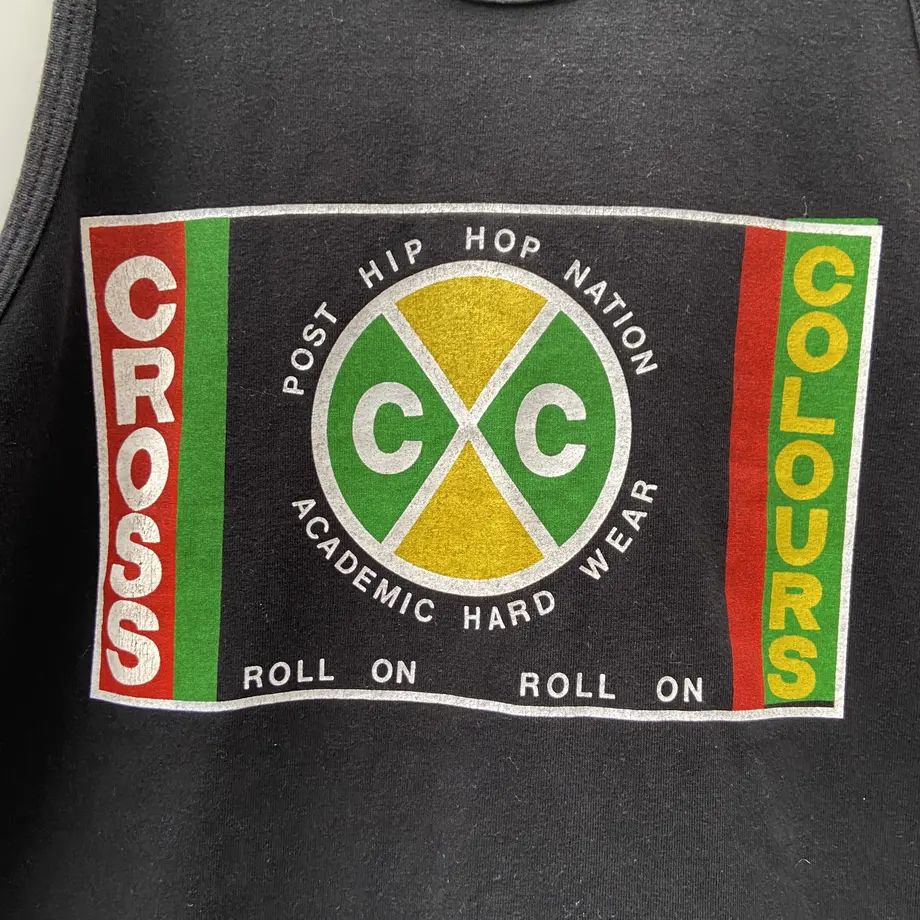 CROSS
POST HIP HOP NATION
C C
ACADEMIC HARD WEAR
ROLL ON ROLL ON
COLOURS